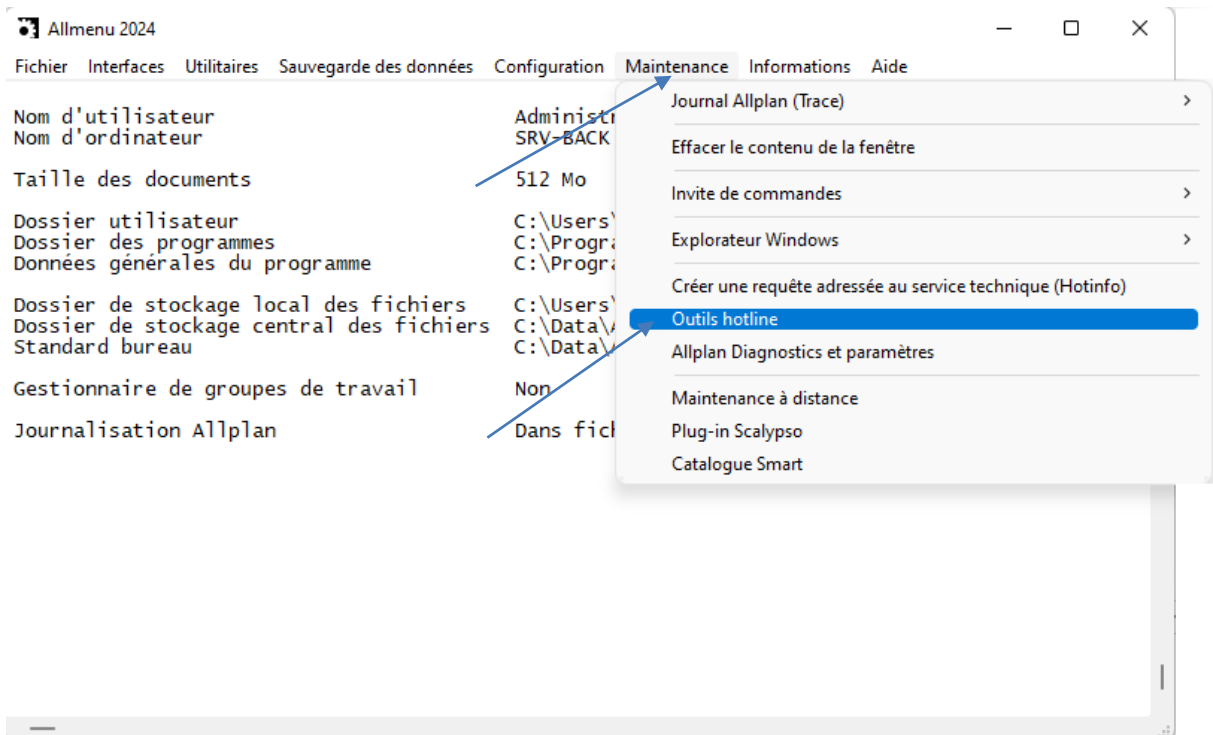 Allmenu 2024
Fichier Interfaces Utilitaires Sauvegarde des données Configuration Maintenance Informations Aide
Nom d'utilisateur
Nom d'ordinateur SRV-BACK
Taille des documents 512 Mo
Dossier utilisateur C:\Users\
Dossier des programmes C:\Progra
Données générales du programme C:\Progra
Dossier de stockage local des fichiers C:\Users\
Dossier de stockage central des fichiers C:\Data\
Standard bureau C:\Data\
Gestionnaire de groupes de travail Non
Journalisation Allplan Dans
Journal Allplan (Trace)
Effacer le contenu de la fenêtre
Invite de commandes
Explorateur Windows
Créer une requête adressée au service technique (Hotinfo)
Outils hotline
Allplan Diagnostics et paramètres
Maintenance à distance
Plug-in Scalypso
Catalogue Smart